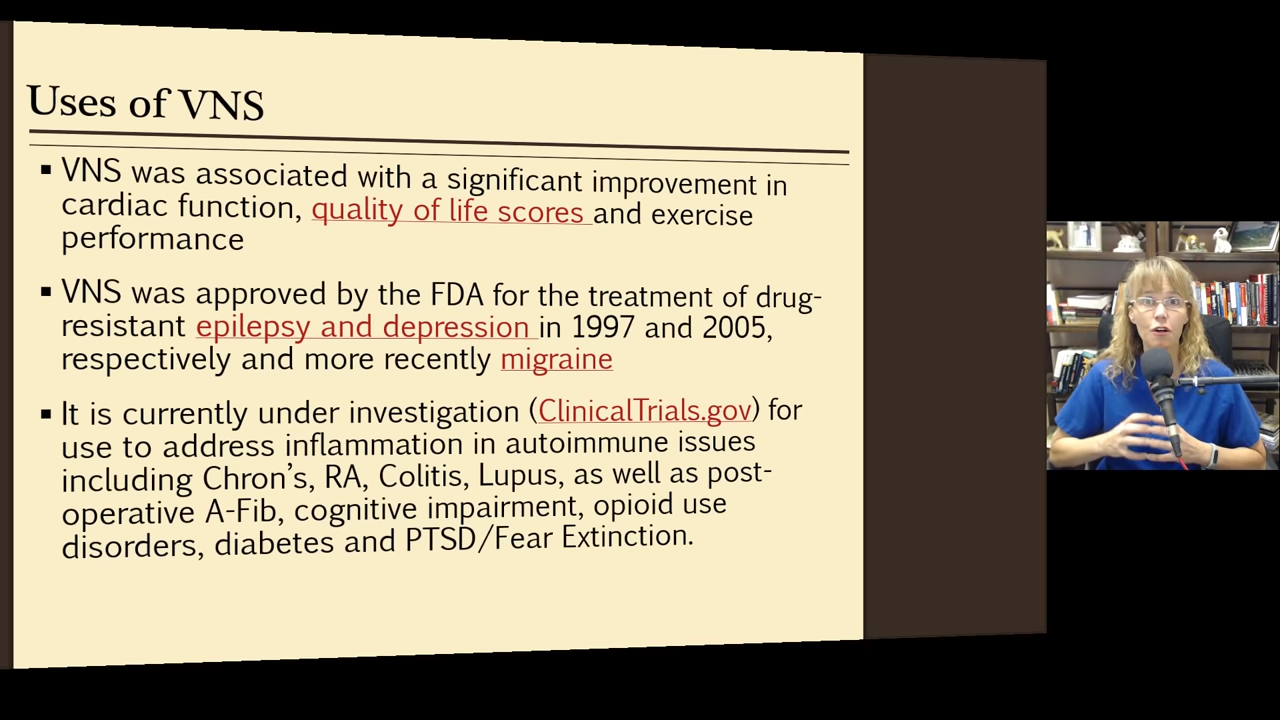 Uses of VNS
▪ VNS was associated with a significant improvement in
cardiac function, quality of life scores and exercise
performance
▪ VNS was approved by the FDA for the treatment of drug-
resistant epilepsy and depression in 1997 and 2005,
respectively and more recently migraine
▪ It is currently under investigation (ClinicalTrials.gov) for
use to address inflammation in autoimmune issues
including Chron's, RA, Colitis, Lupus, as well as post-
operative A-Fib, cognitive impairment, opioid use
disorders, diabetes and PTSD/Fear Extinction.